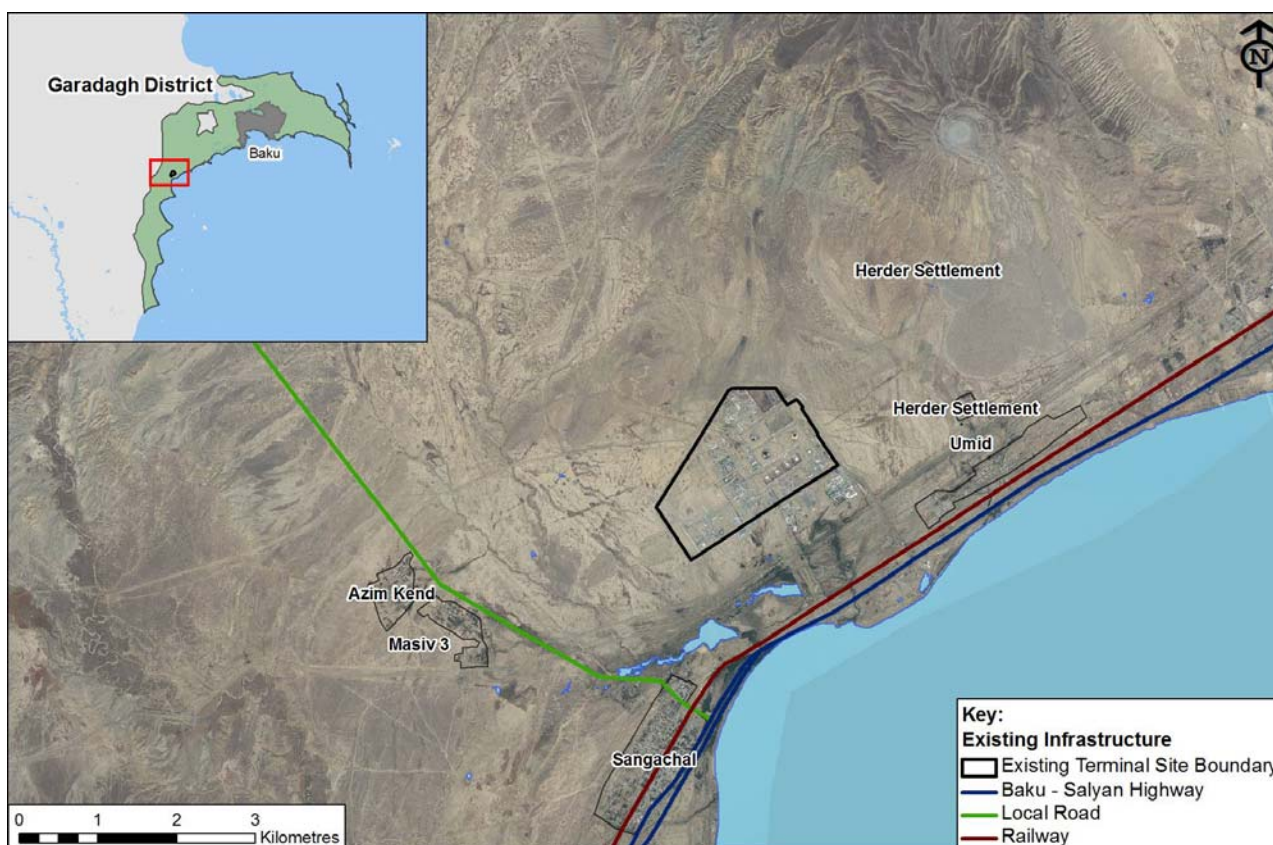 Garadagh District
Baku
N
Herder Settlement
Herder Settlement
Umid
Azim Kend
Masiv 3
Sangachal
0 1 2 3
Kilometres
Key:
Existing Infrastructure
Existing Terminal Site Boundary
Baku - Salyan Highway
Local Road
Railway